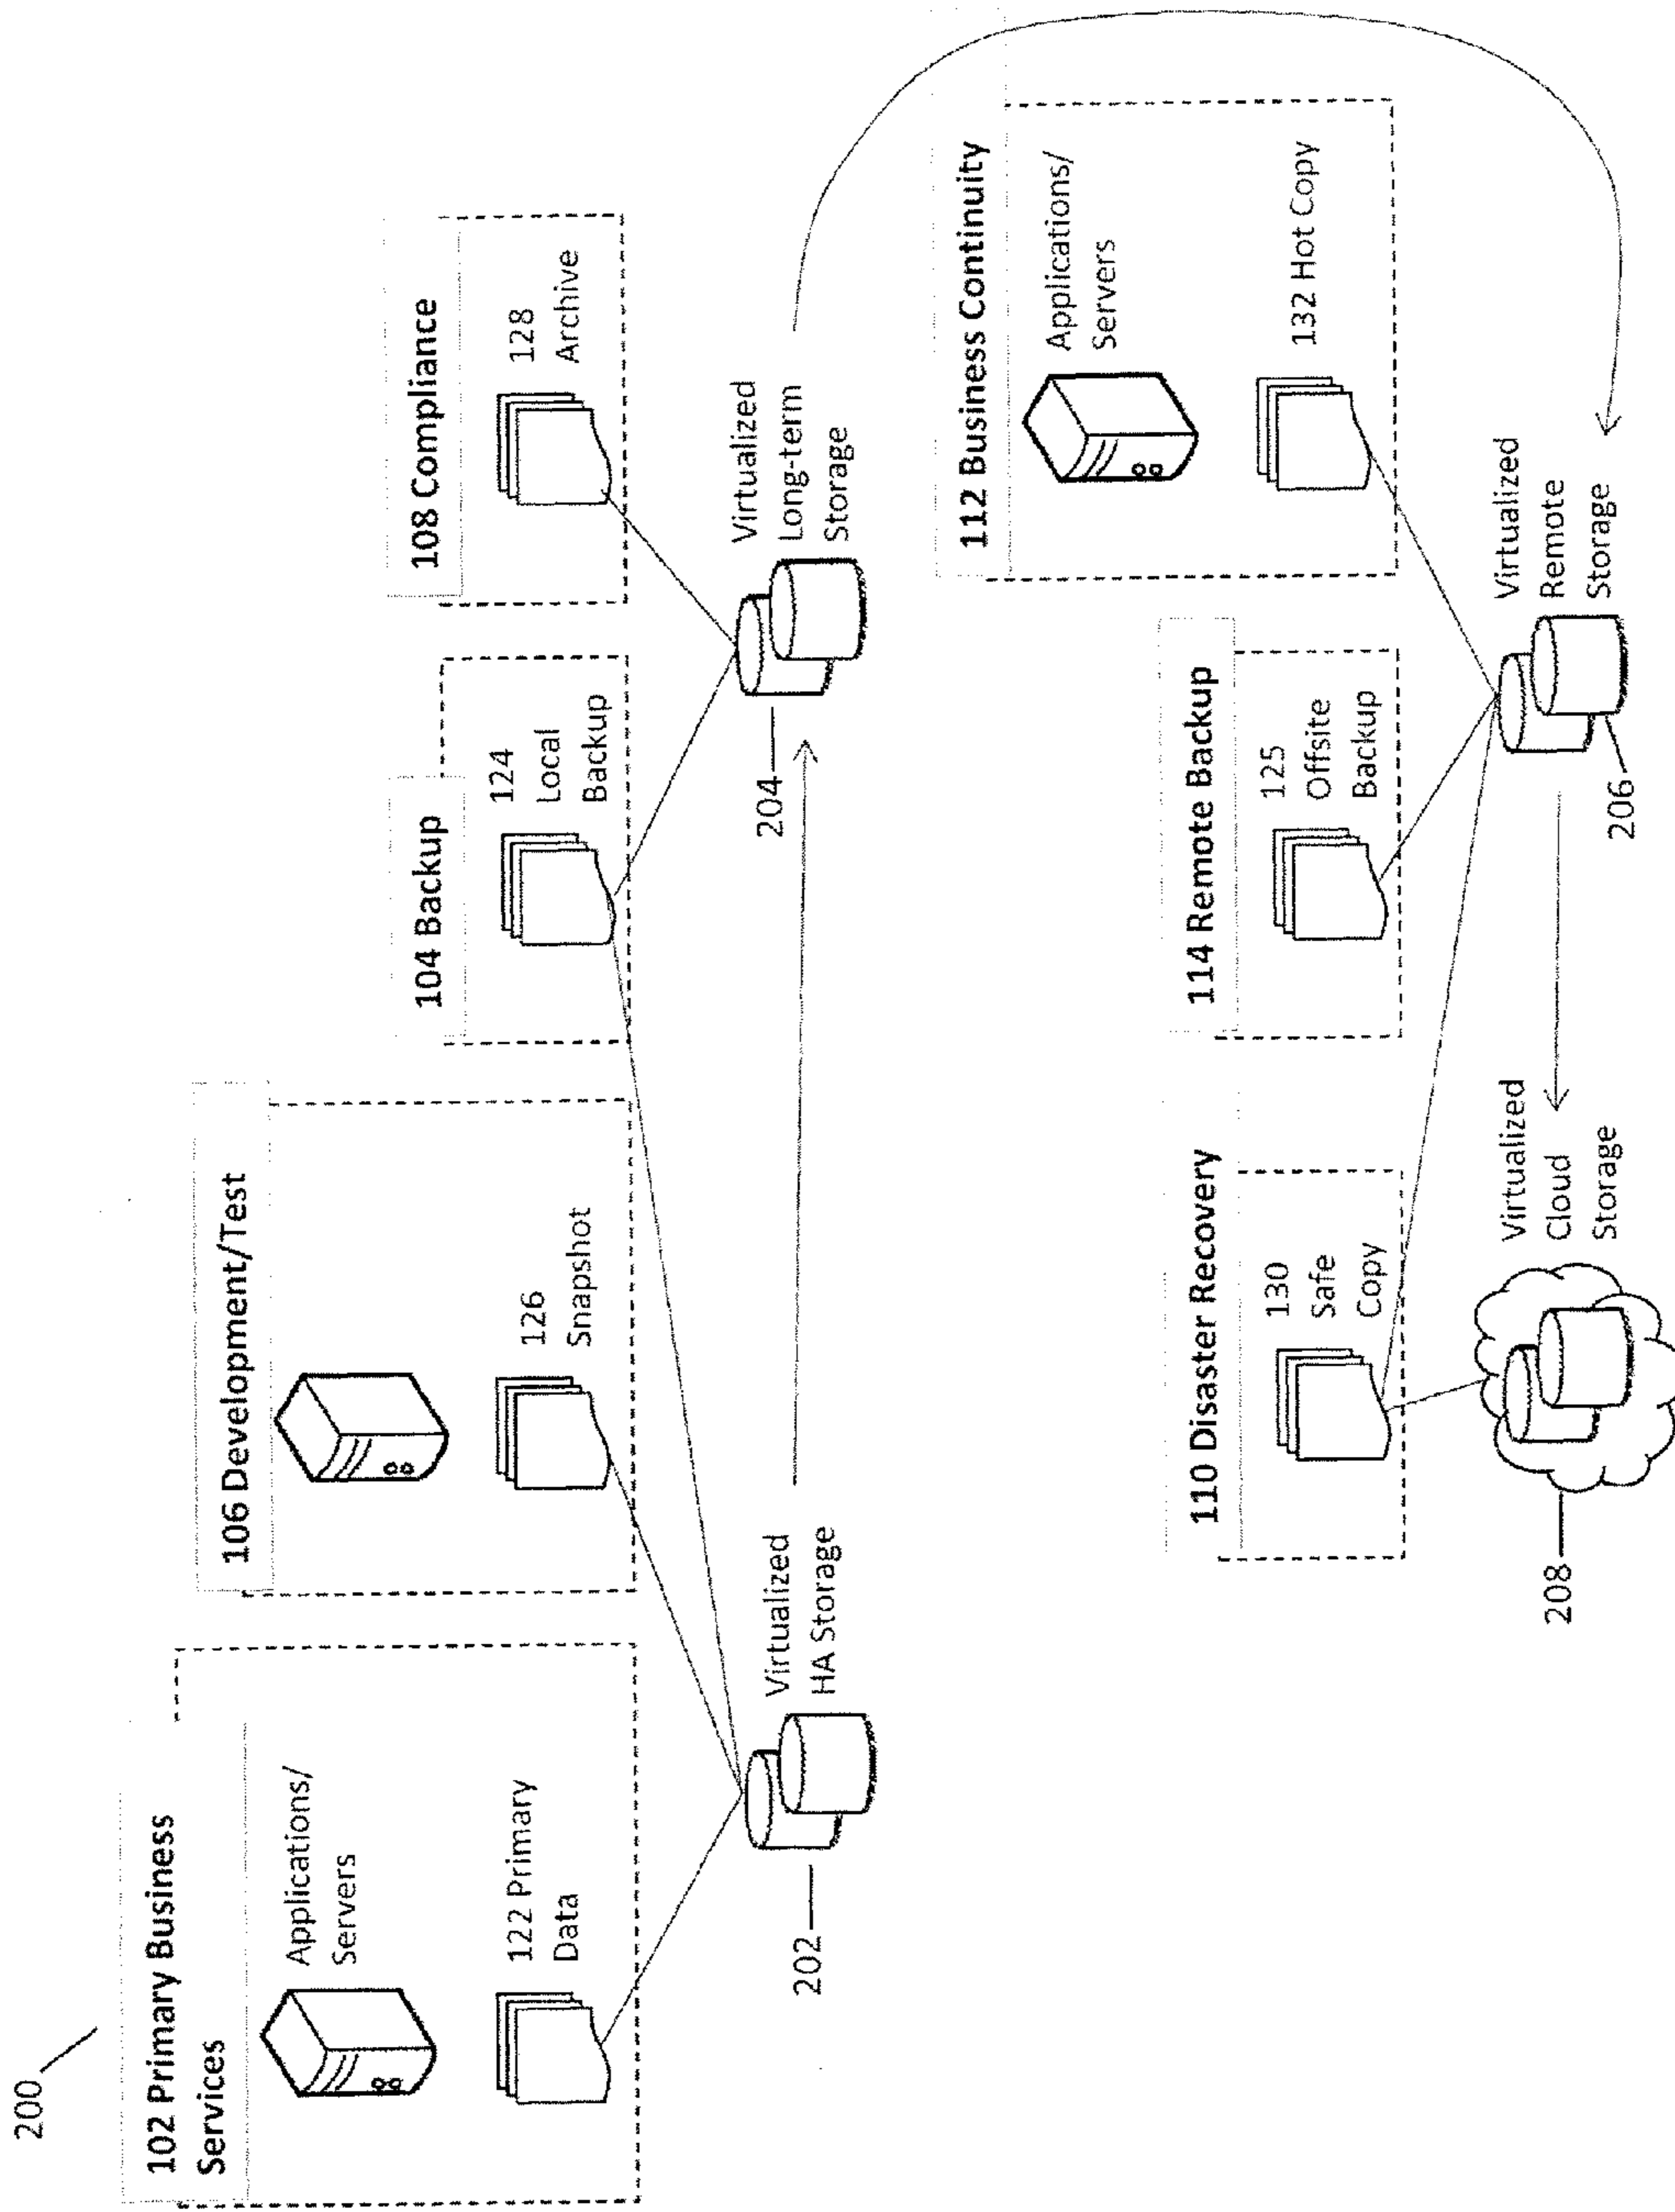 200
102 Primary Business
Services
Applications/
Servers
122 Primary
Data
106 Development/Test
126
Snapshot
104 Backup
124
Local
Backup
108 Compliance
128
Archive
202
Virtualized
HA Storage
204
Virtualized
Long-term
Storage
110 Disaster Recovery
130
Safe
Copy
114 Remote Backup
125
Offsite
Backup
112 Business Continuity
Applications/
Servers
132 Hot Copy
208
Virtualized
Cloud
Storage
206
Virtualized
Remote
Storage